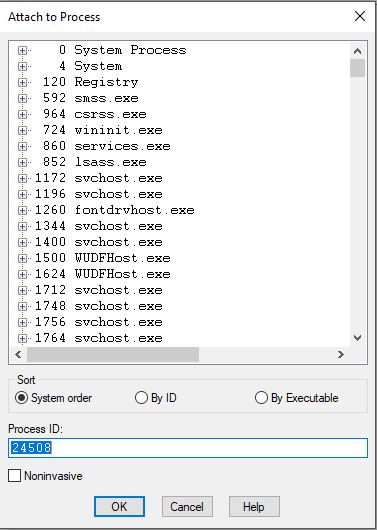 Attach to Process
0 System Process
4 System
120 Registry
592 smss.exe
964 csrss.exe
724 wininit.exe
860 services.exe
852 lsass.exe
1172 svchost.exe
1196 svchost.exe
1260 fontdrvhost.exe
1344 svchost.exe
1400 svchost.exe
1500 WUDFHost.exe
1624 WUDFHost.exe
1712 svchost.exe
1748 svchost.exe
1756 svchost.exe
1764 svchost.exe
Sort
System order By ID By Executable
Process ID:
24508
Noninvasive
OK Cancel Help